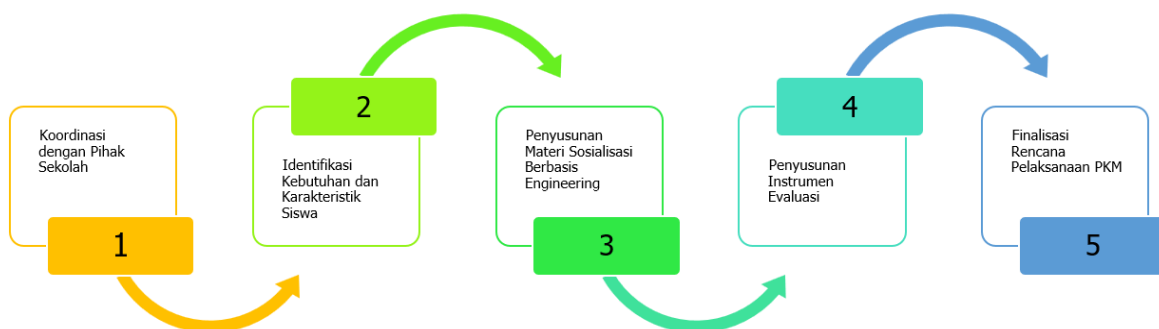 Koordinasi
dengan Pihak
Sekolah
1
2
Identifikasi
Kebutuhan dan
Karakteristik
Siswa
Penyusunan
Materi Sosialisasi
Berbasis
Engineering
3
4
Penyusunan
Instrumen
Evaluasi
Finalisasi
Rencana
Pelaksanaan PKM
5